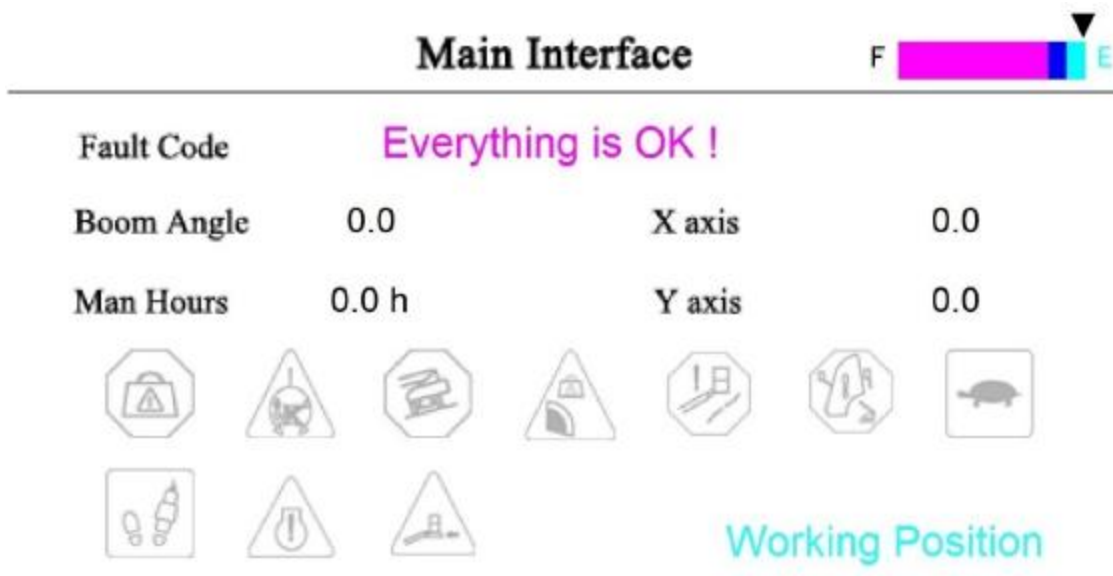 Main Interface
F E
Fault Code Everything is OK !
Boom Angle 0.0 X axis 0.0
Man Hours 0.0 h Y axis 0.0
Working Position